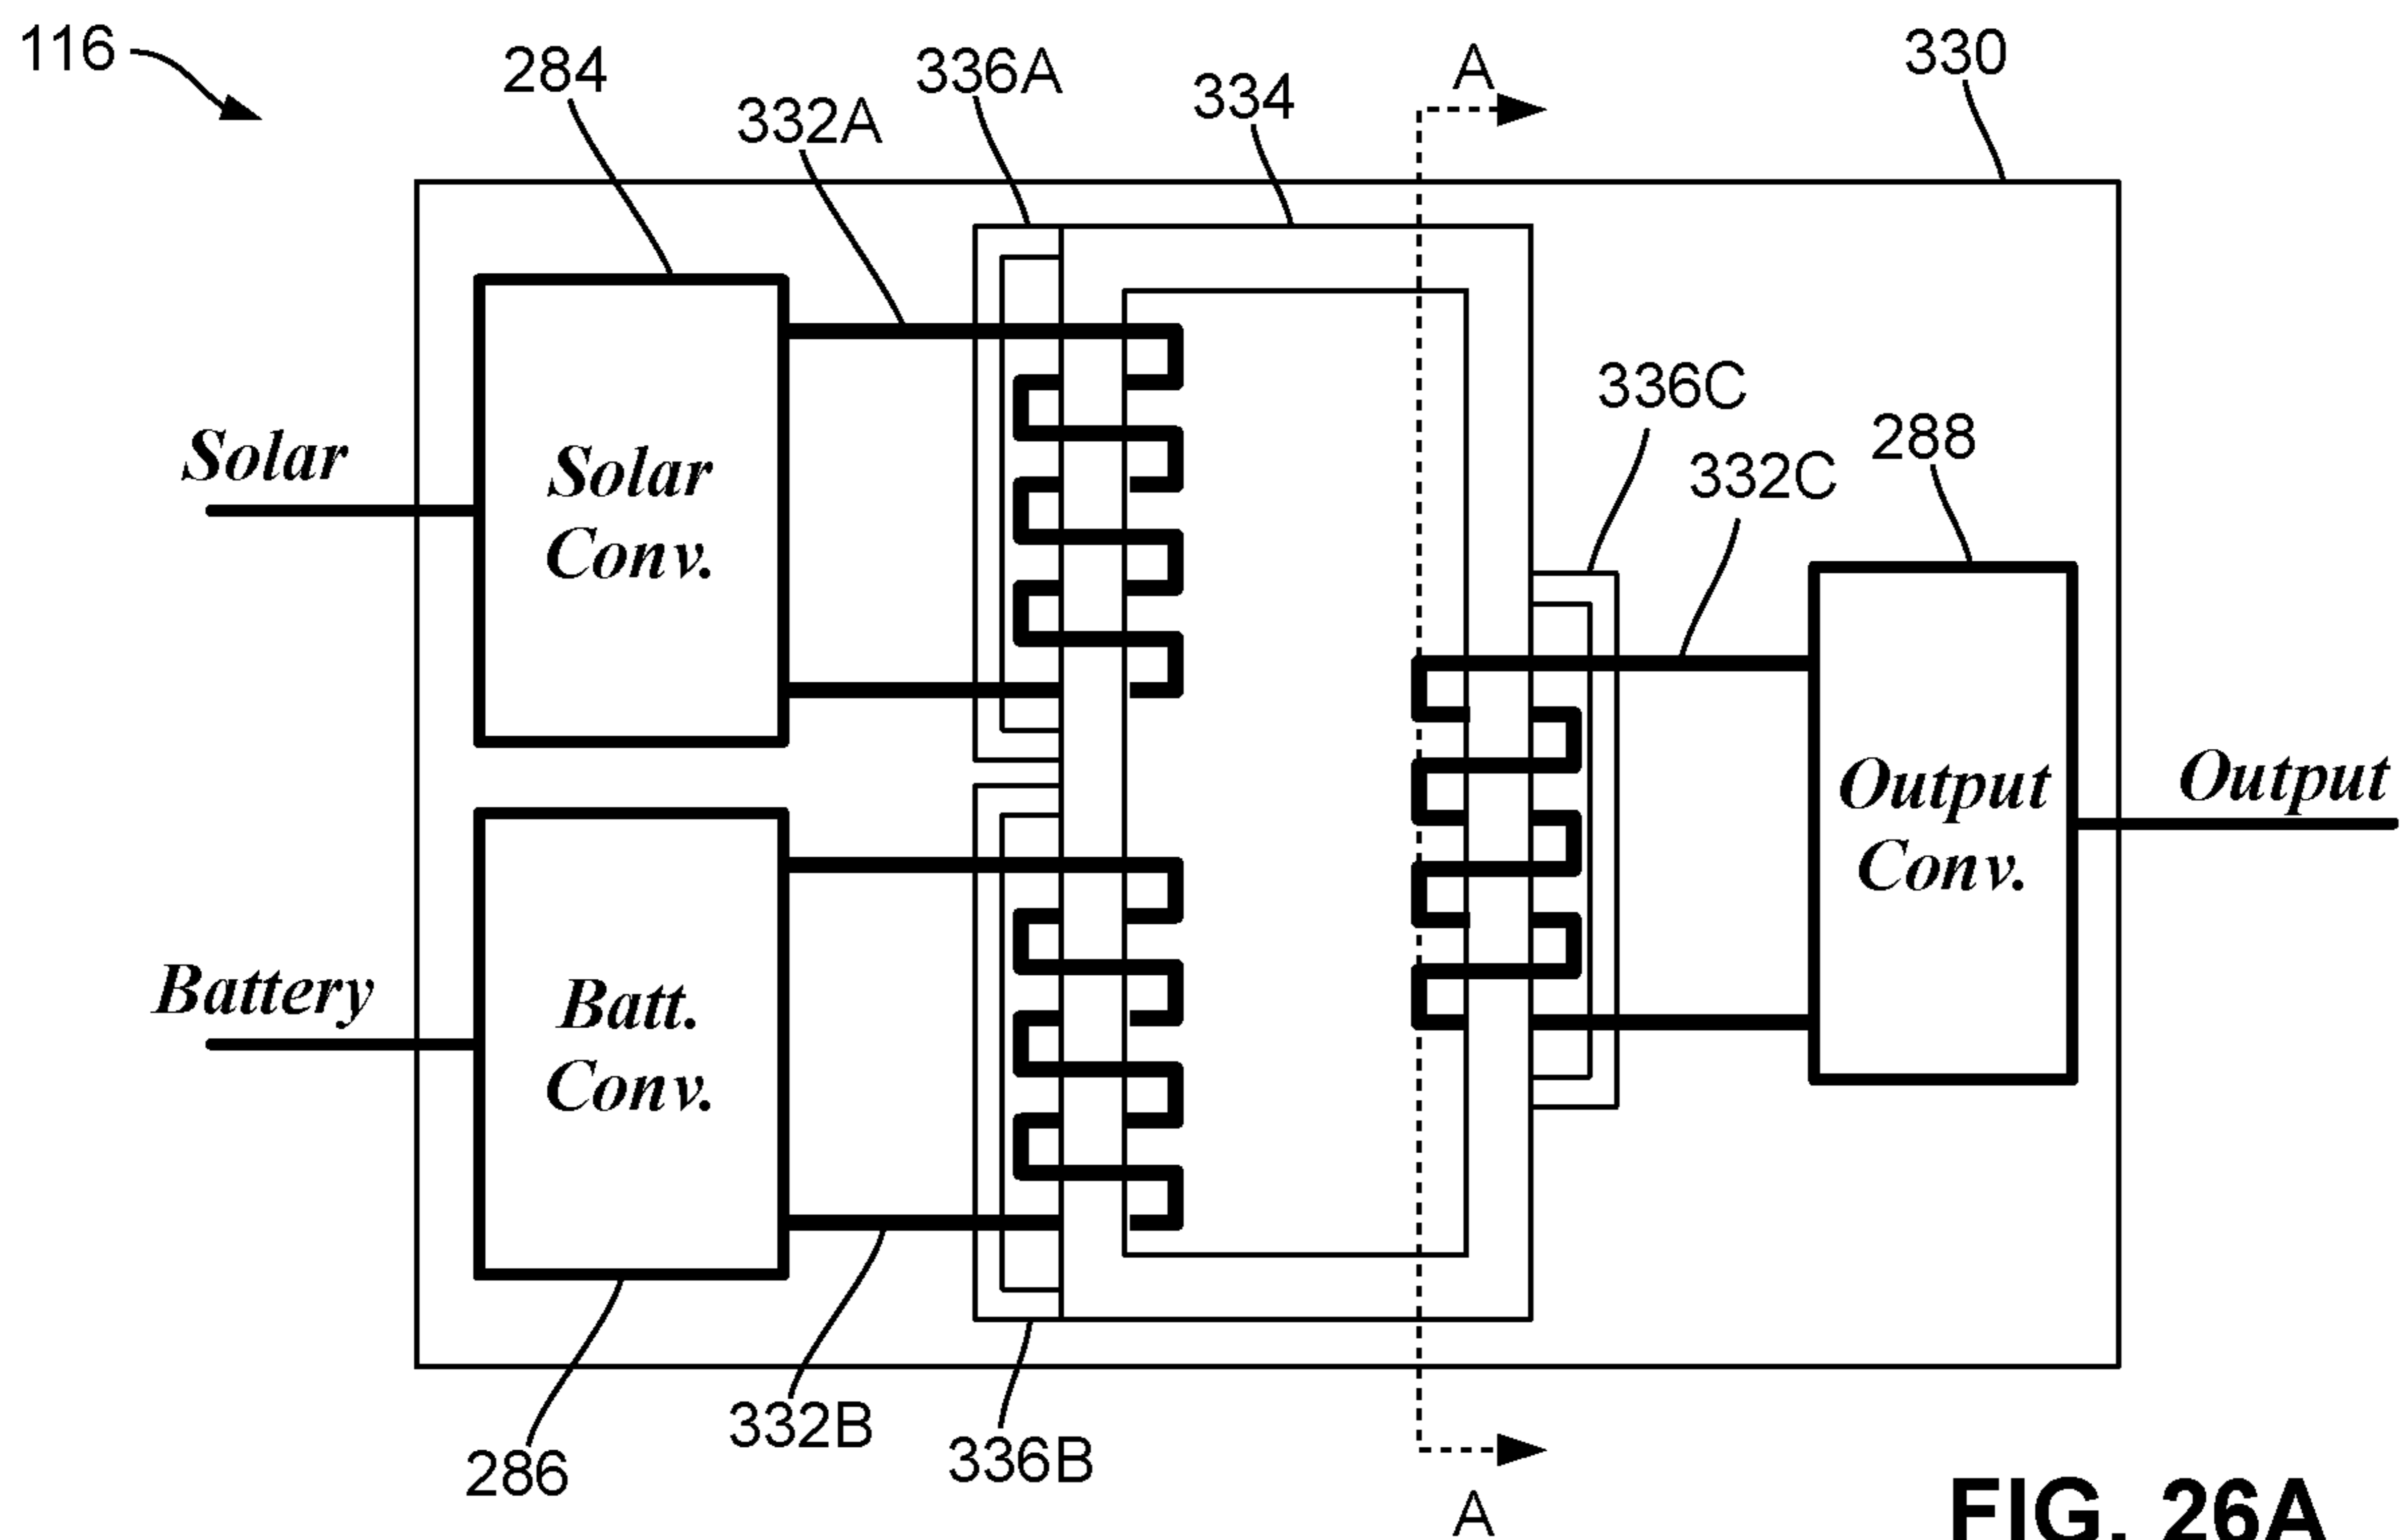 116
284
332A
336A
334
A
330
336C
332C
288
Solar
Solar
Conv.
Output
Conv.
Output
Battery
Batt.
Conv.
286
332B
336B
A
FIG. 26A